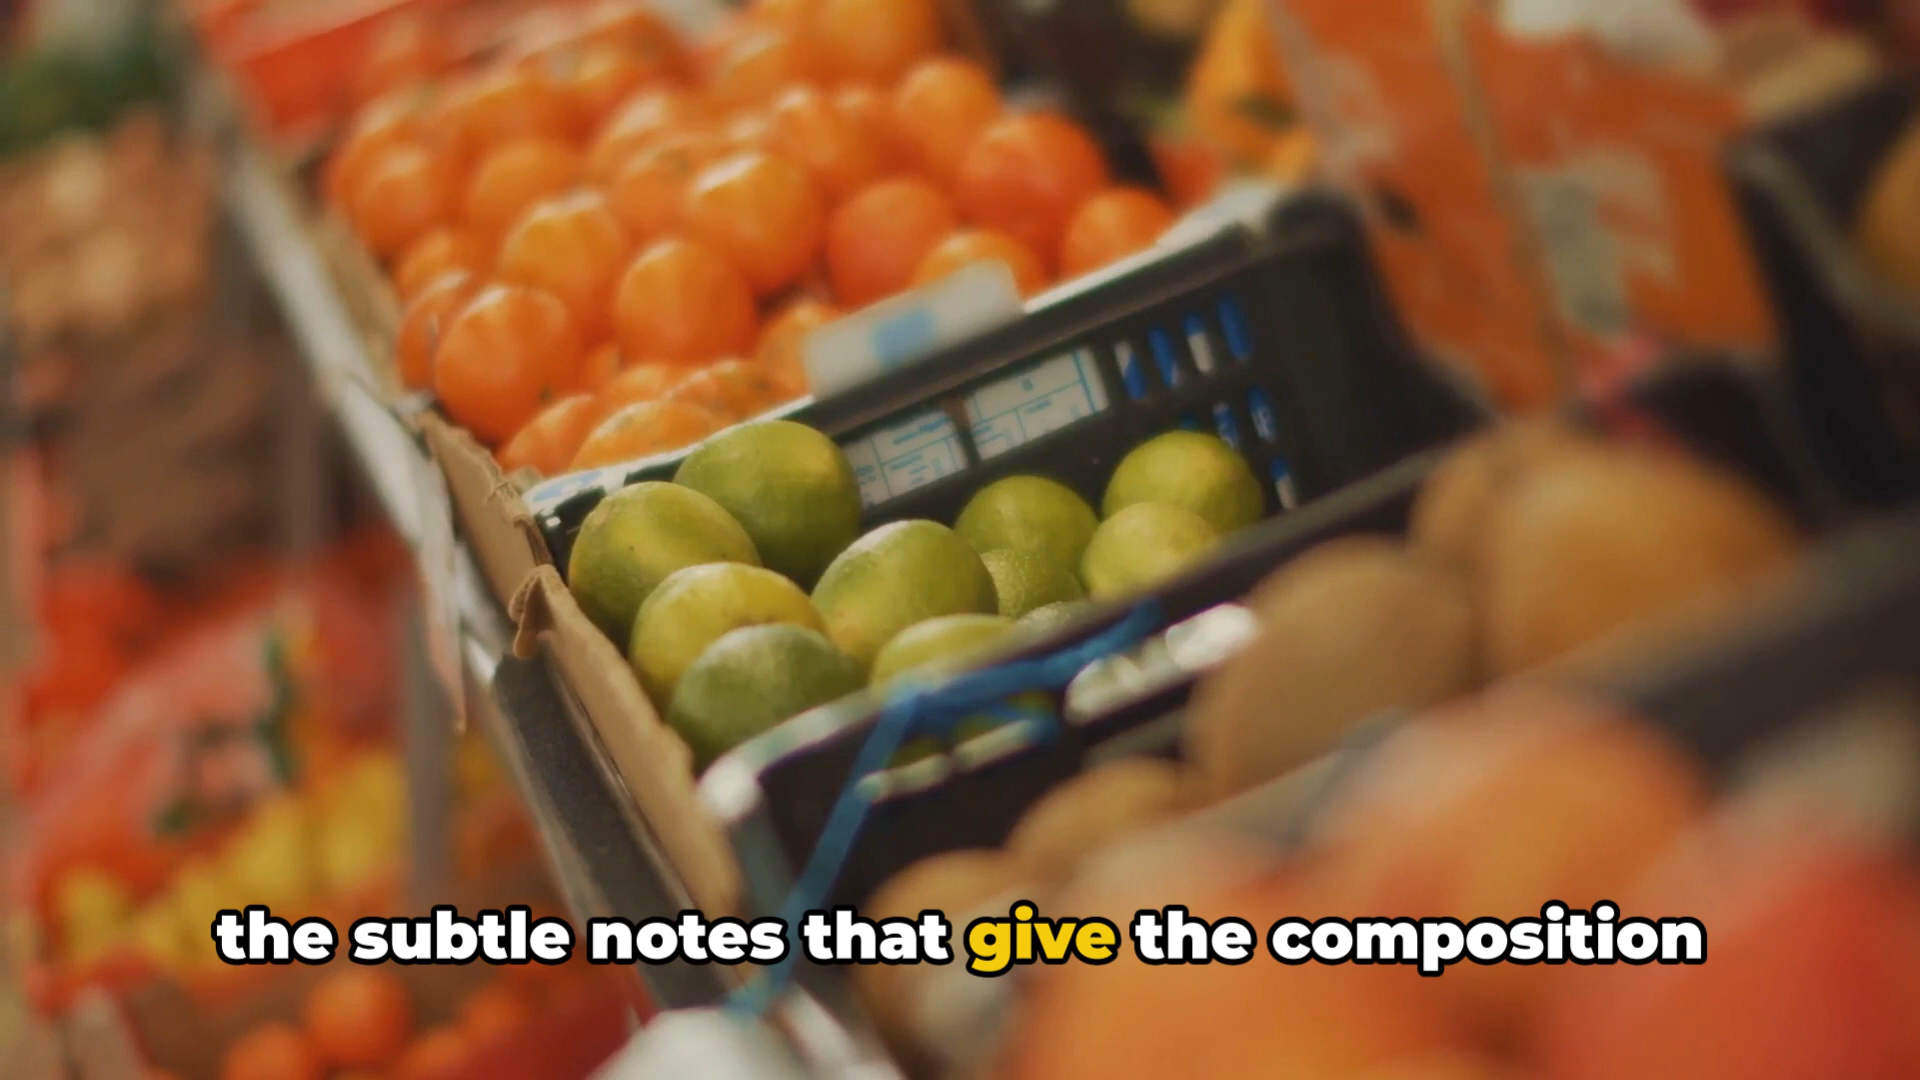 the subtle notes that give the composition